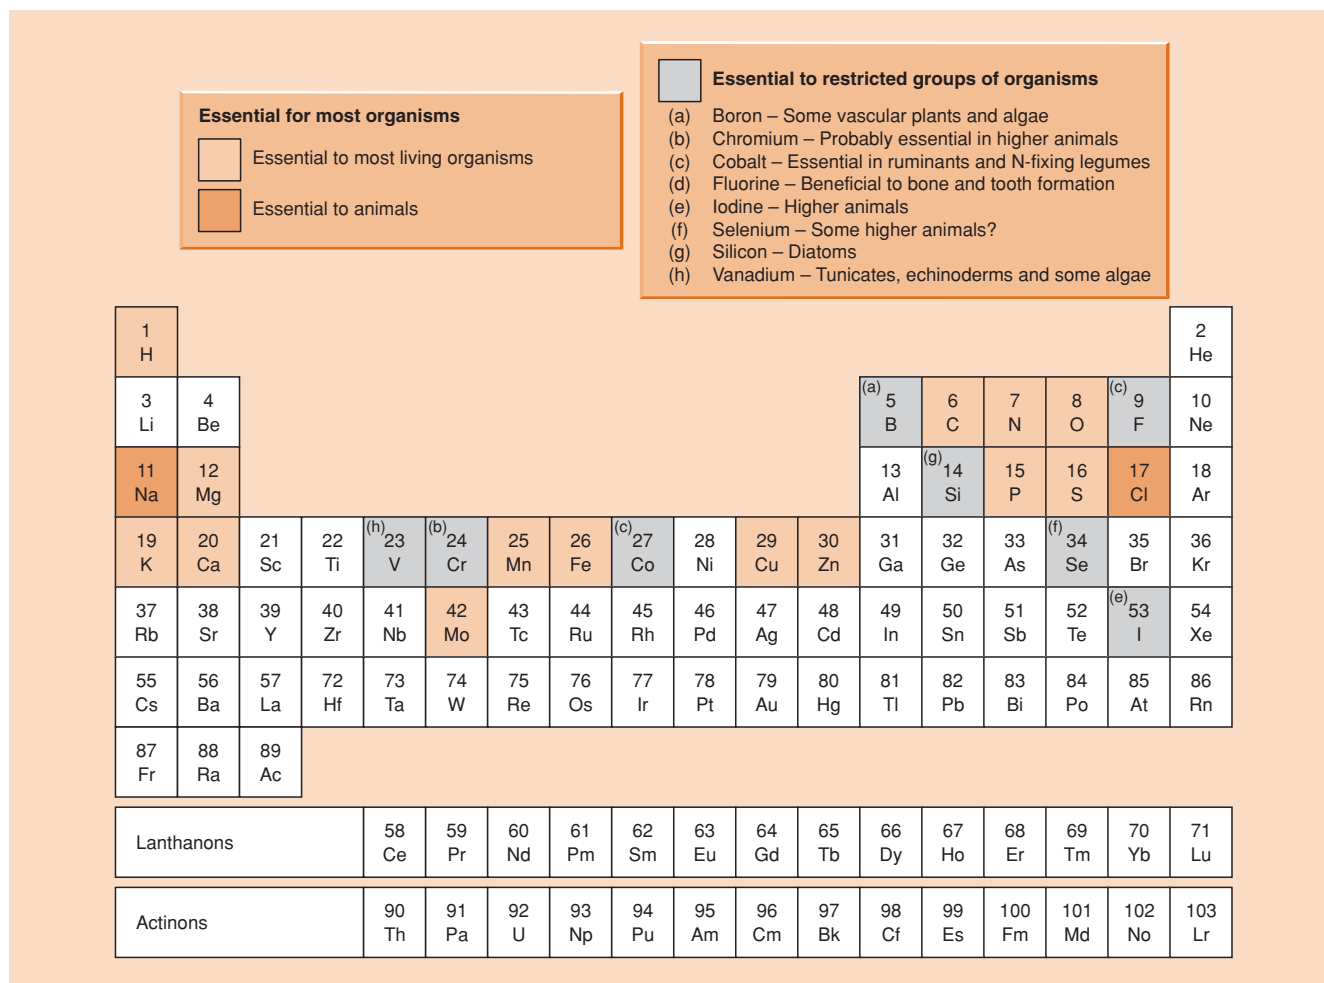 Essential for most organisms
Essential to most living organisms
Essential to animals
Essential to restricted groups of organisms
(a) Boron – Some vascular plants and algae
(b) Chromium – Probably essential in higher animals
(c) Cobalt – Essential in ruminants and N-fixing legumes
(d) Fluorine – Beneficial to bone and tooth formation
(e) Iodine – Higher animals
(f) Selenium – Some higher animals?
(g) Silicon – Diatoms
(h) Vanadium – Tunicates, echinoderms and some algae
1 2
H He
3 4 (a) 5 6 7 8 (c) 9 10
Li Be B C N O F Ne
11 12 13 (g) 14 15 16 17 18
Na Mg Al Si P S Cl Ar
19 20 21 22 (h) 23 (b) 24 25 26 (c) 27 28 29 30 31 32 33 (f) 34 35 36
K Ca Sc Ti V Cr Mn Fe Co Ni Cu Zn Ga Ge As Se Br Kr
37 38 39 40 41 42 43 44 45 46 47 48 49 50 51 52 (e) 53 54
Rb Sr Y Zr Nb Mo Tc Ru Rh Pd Ag Cd In Sn Sb Te I Xe
55 56 57 72 73 74 75 76 77 78 79 80 81 82 83 84 85 86
Cs Ba La Hf Ta W Re Os Ir Pt Au Hg Tl Pb Bi Po At Rn
87 88 89
Fr Ra Ac
Lanthanons
58 59 60 61 62 63 64 65 66 67 68 69 70 71
Ce Pr Nd Pm Sm Eu Gd Tb Dy Ho Er Tm Yb Lu
Actinons
90 91 92 93 94 95 96 97 98 99 100 101 102 103
Th Pa U Np Pu Am Cm Bk Cf Es Fm Md No Lr